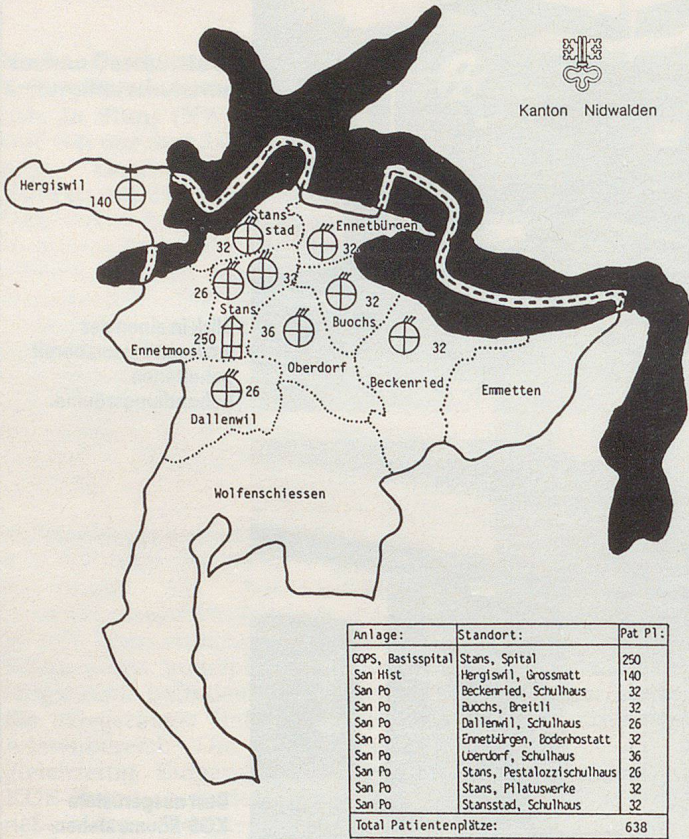 Kanton Nidwalden
Hergiswil
140
Stans
stad
32
Ennetbürgen
32
26
32
Stans
250
36
32
Buochs
32
Ennetmoos
Oberdorf
Beckenried
Emmetten
26
Dallenwil
Wolfenschiessen
Anlage: Standort: Pat Pl:
GOPS, Basisspital Stans, Spital 250
San Hist Hergiswil, Grossmatt 140
San Po Beckenried, Schulhaus 32
San Po Buochs, Breitli 32
San Po Dallenwil, Schulhaus 26
San Po Ennetbürgen, Bodenhostatt 32
San Po Oberdorf, Schulhaus 36
San Po Stans, Pestalozzischulhaus 26
San Po Stans, Pilatuswerke 32
San Po Stansstad, Schulhaus 32
Total Patientenplätze: 638